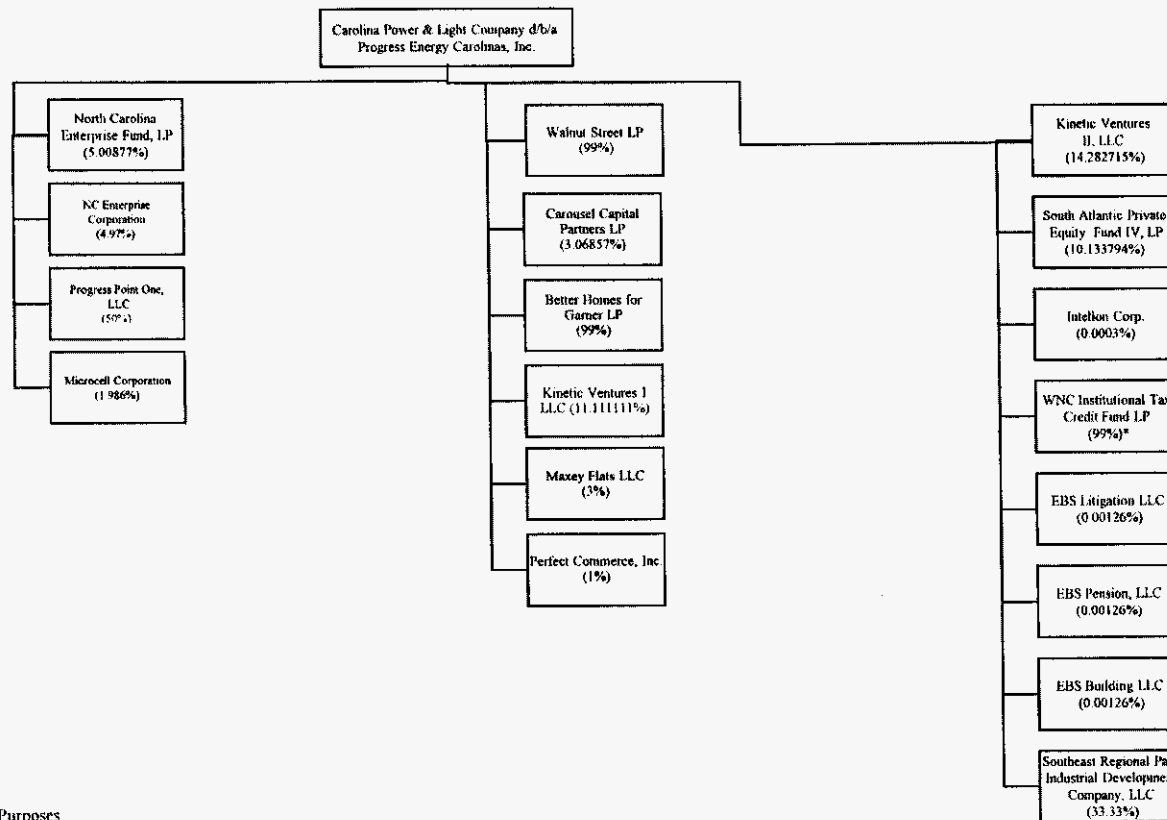 Carolina Power & Light Company d/b/a
Progress Energy Carolinas, Inc.
North Carolina
Enterprise Fund, LP
(5.00877%)
NC Enterprise
Corporation
(4.97%)
Progress Point One,
LLC
(50%)
Microcell Corporation
(1.986%)
Walnut Street LP
(99%)
Carousel Capital
Partners LP
(3.06857%)
Better Homes for
Garner LP
(99%)
Kinetic Ventures I
LLC (11.111111%)
Maxey Flats LLC
(3%)
Perfect Commerce, Inc.
(1%)
Kinetic Ventures
II, LLC
(14.282715%)
South Atlantic Private
Equity Fund IV, LP
(10.133794%)
Intellon Corp.
(0.0003%)
WNC Institutional Tax
Credit Fund LP
(99%)*
EBS Litigation LLC
(0.00126%)
EBS Pension, LLC
(0.00126%)
EBS Building LLC
(0.00126%)
Southeast Regional Pa
Industrial Developme
Company, LLC
(33.33%)
Purposes